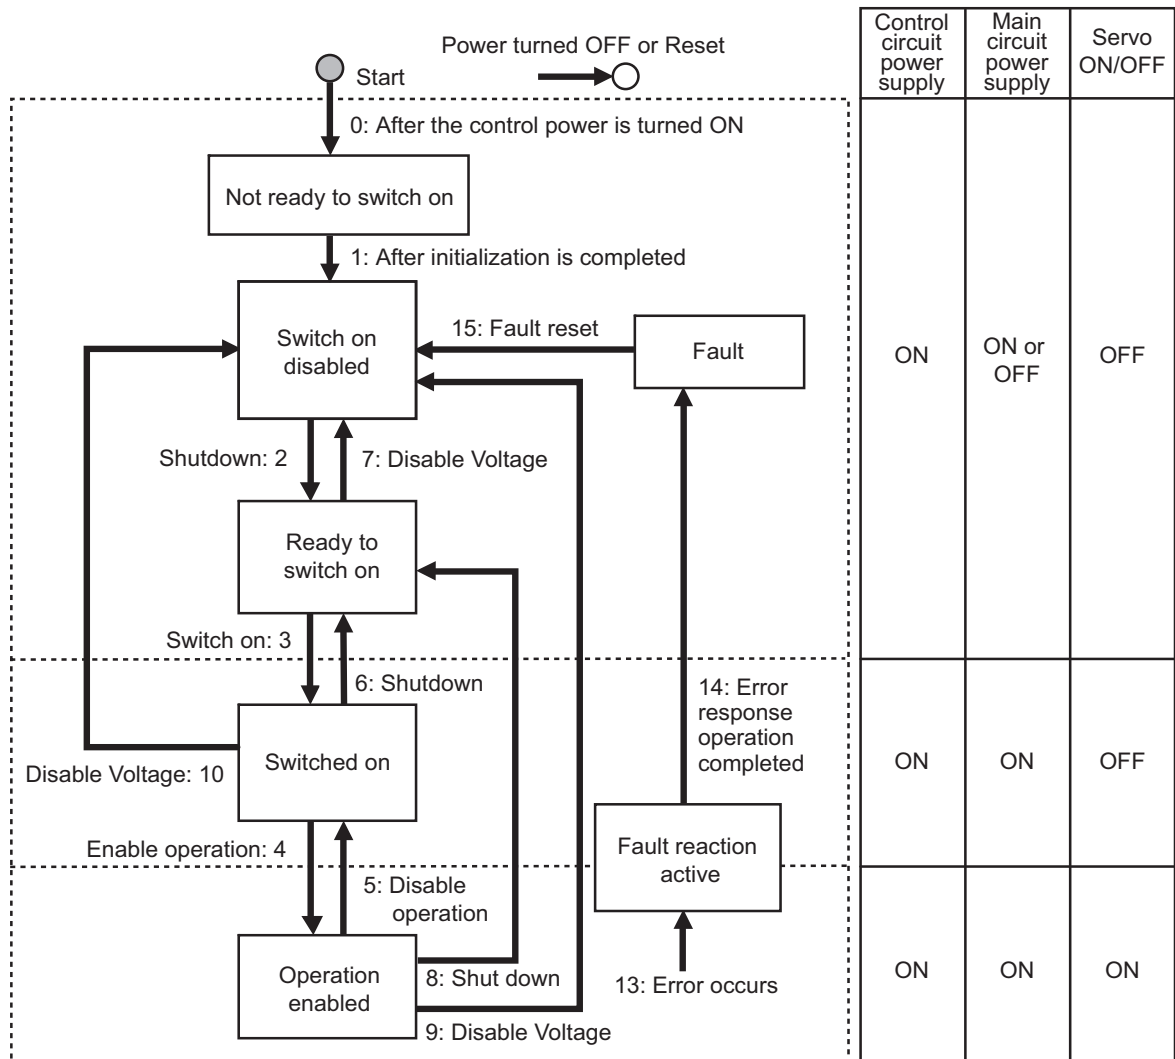 Start
Power turned OFF or Reset
Control
circuit
power
supply
Main
circuit
power
supply
Servo
ON/OFF
0: After the control power is turned ON
Not ready to switch on
1: After initialization is completed
Switch on
disabled
15: Fault reset
Fault
ON
ON or
OFF
OFF
Shutdown: 2
7: Disable Voltage
Ready to
switch on
Switch on: 3
6: Shutdown
14: Error
response
operation
completed
Switched on
Disable Voltage: 10
ON
ON
OFF
Enable operation: 4
Fault reaction
active
5: Disable
operation
Operation
enabled
8: Shut down
13: Error occurs
9: Disable Voltage
ON
ON
ON